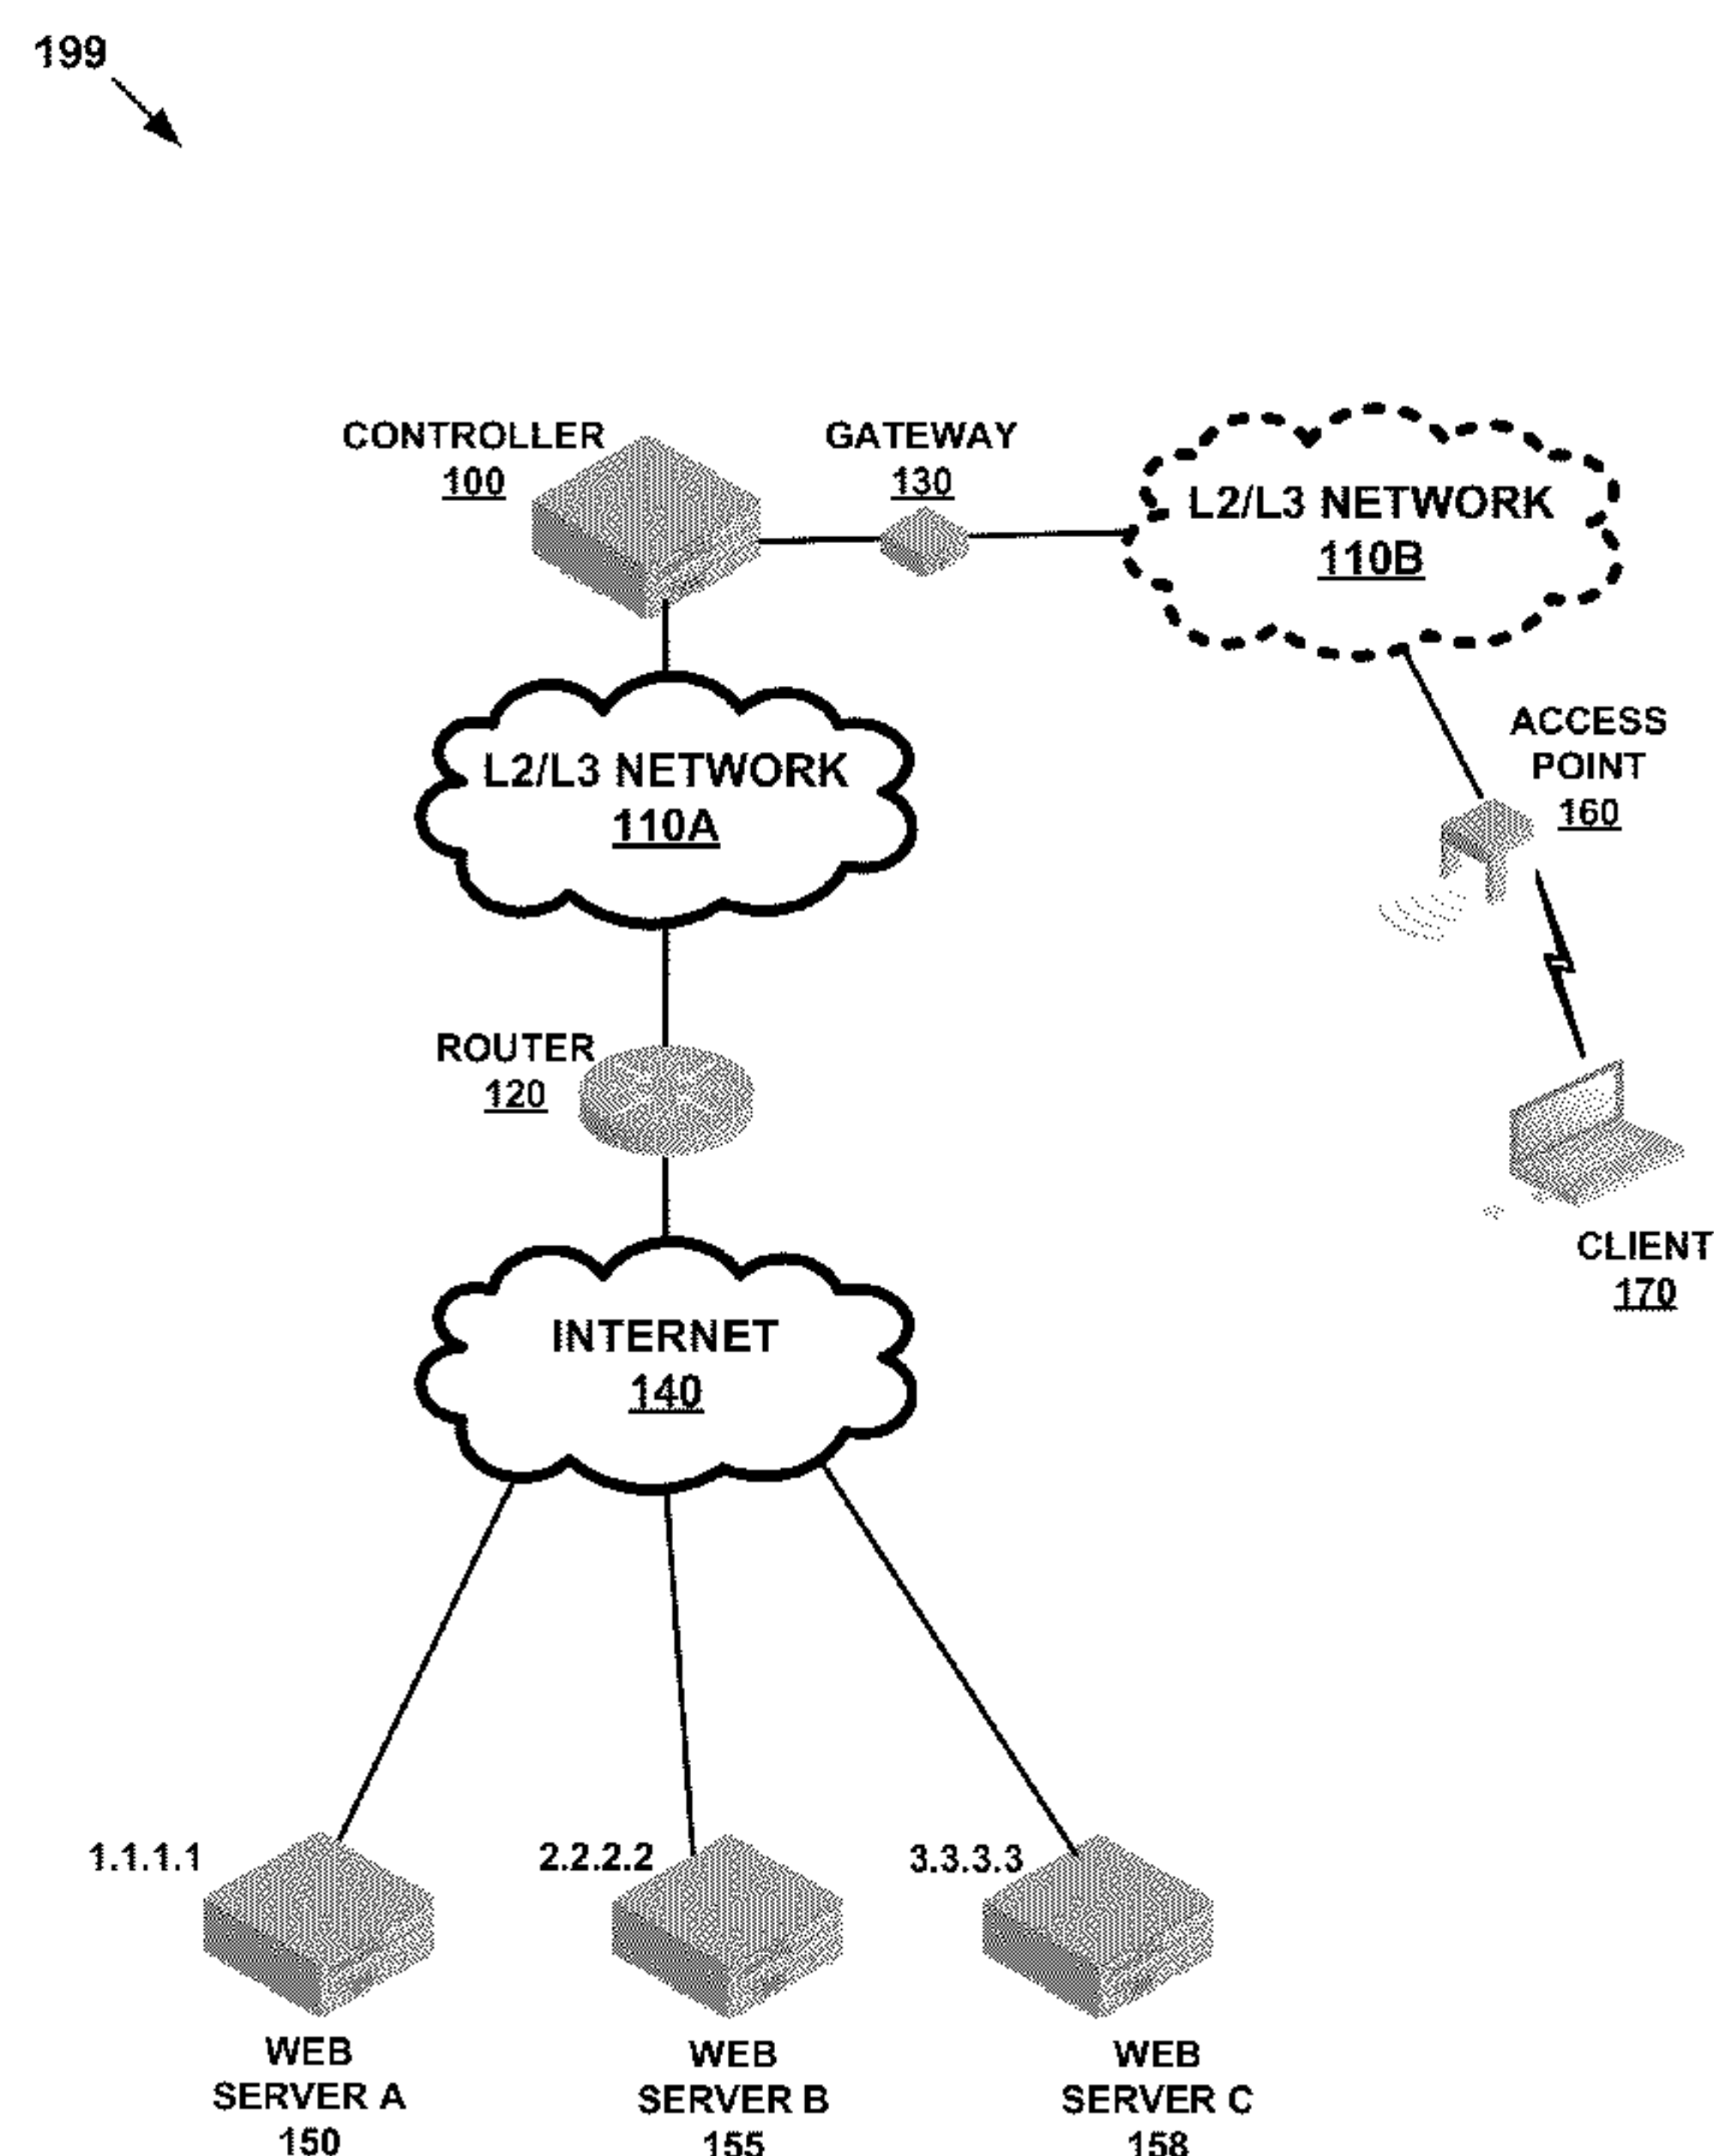 199
CONTROLLER
100
GATEWAY
130
L2/L3 NETWORK
110B
L2/L3 NETWORK
110A
ACCESS
POINT
160
ROUTER
120
CLIENT
170
INTERNET
140
1.1.1.1
2.2.2.2
3.3.3.3
WEB
SERVER A
150
WEB
SERVER B
155
WEB
SERVER C
158